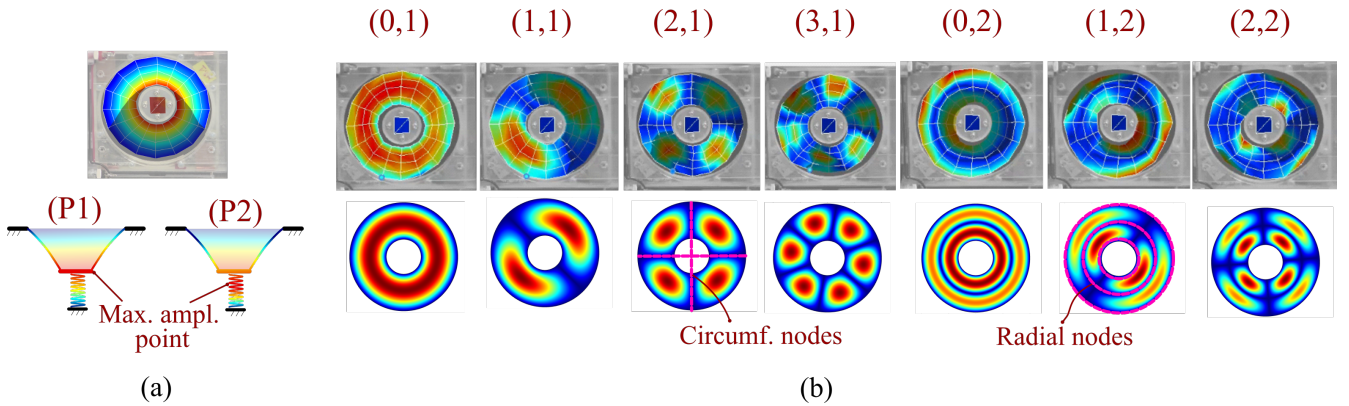 (0,1) (1,1) (2,1) (3,1) (0,2) (1,2) (2,2)
(P1) (P2)
Max. ampl.
point
Circumf. nodes
Radial nodes
(a)
(b)